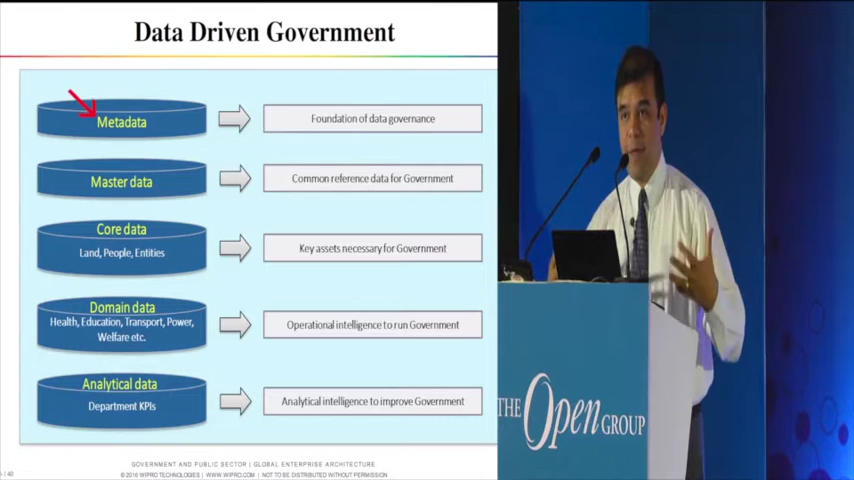 Data Driven Government
Metadata
Foundation of data governance
Master data
Common reference data for Government
Core data
Land, People, Entities
Key assets necessary for Government
Domain data
Health, Education, Transport, Power,
Welfare etc.
Operational intelligence to run Government
Analytical data
Department KPIs
Analytical intelligence to improve Government
GOVERNMENT AND PUBLIC SECTOR | GLOBAL ENTERPRISE ARCHITECTURE
/ 40
© 2016 WIPRO TECHNOLOGIES | WWW.WIPRO.COM | NOT TO BE DISTRIBUTED WITHOUT PERMISSION
THE Open GROUP